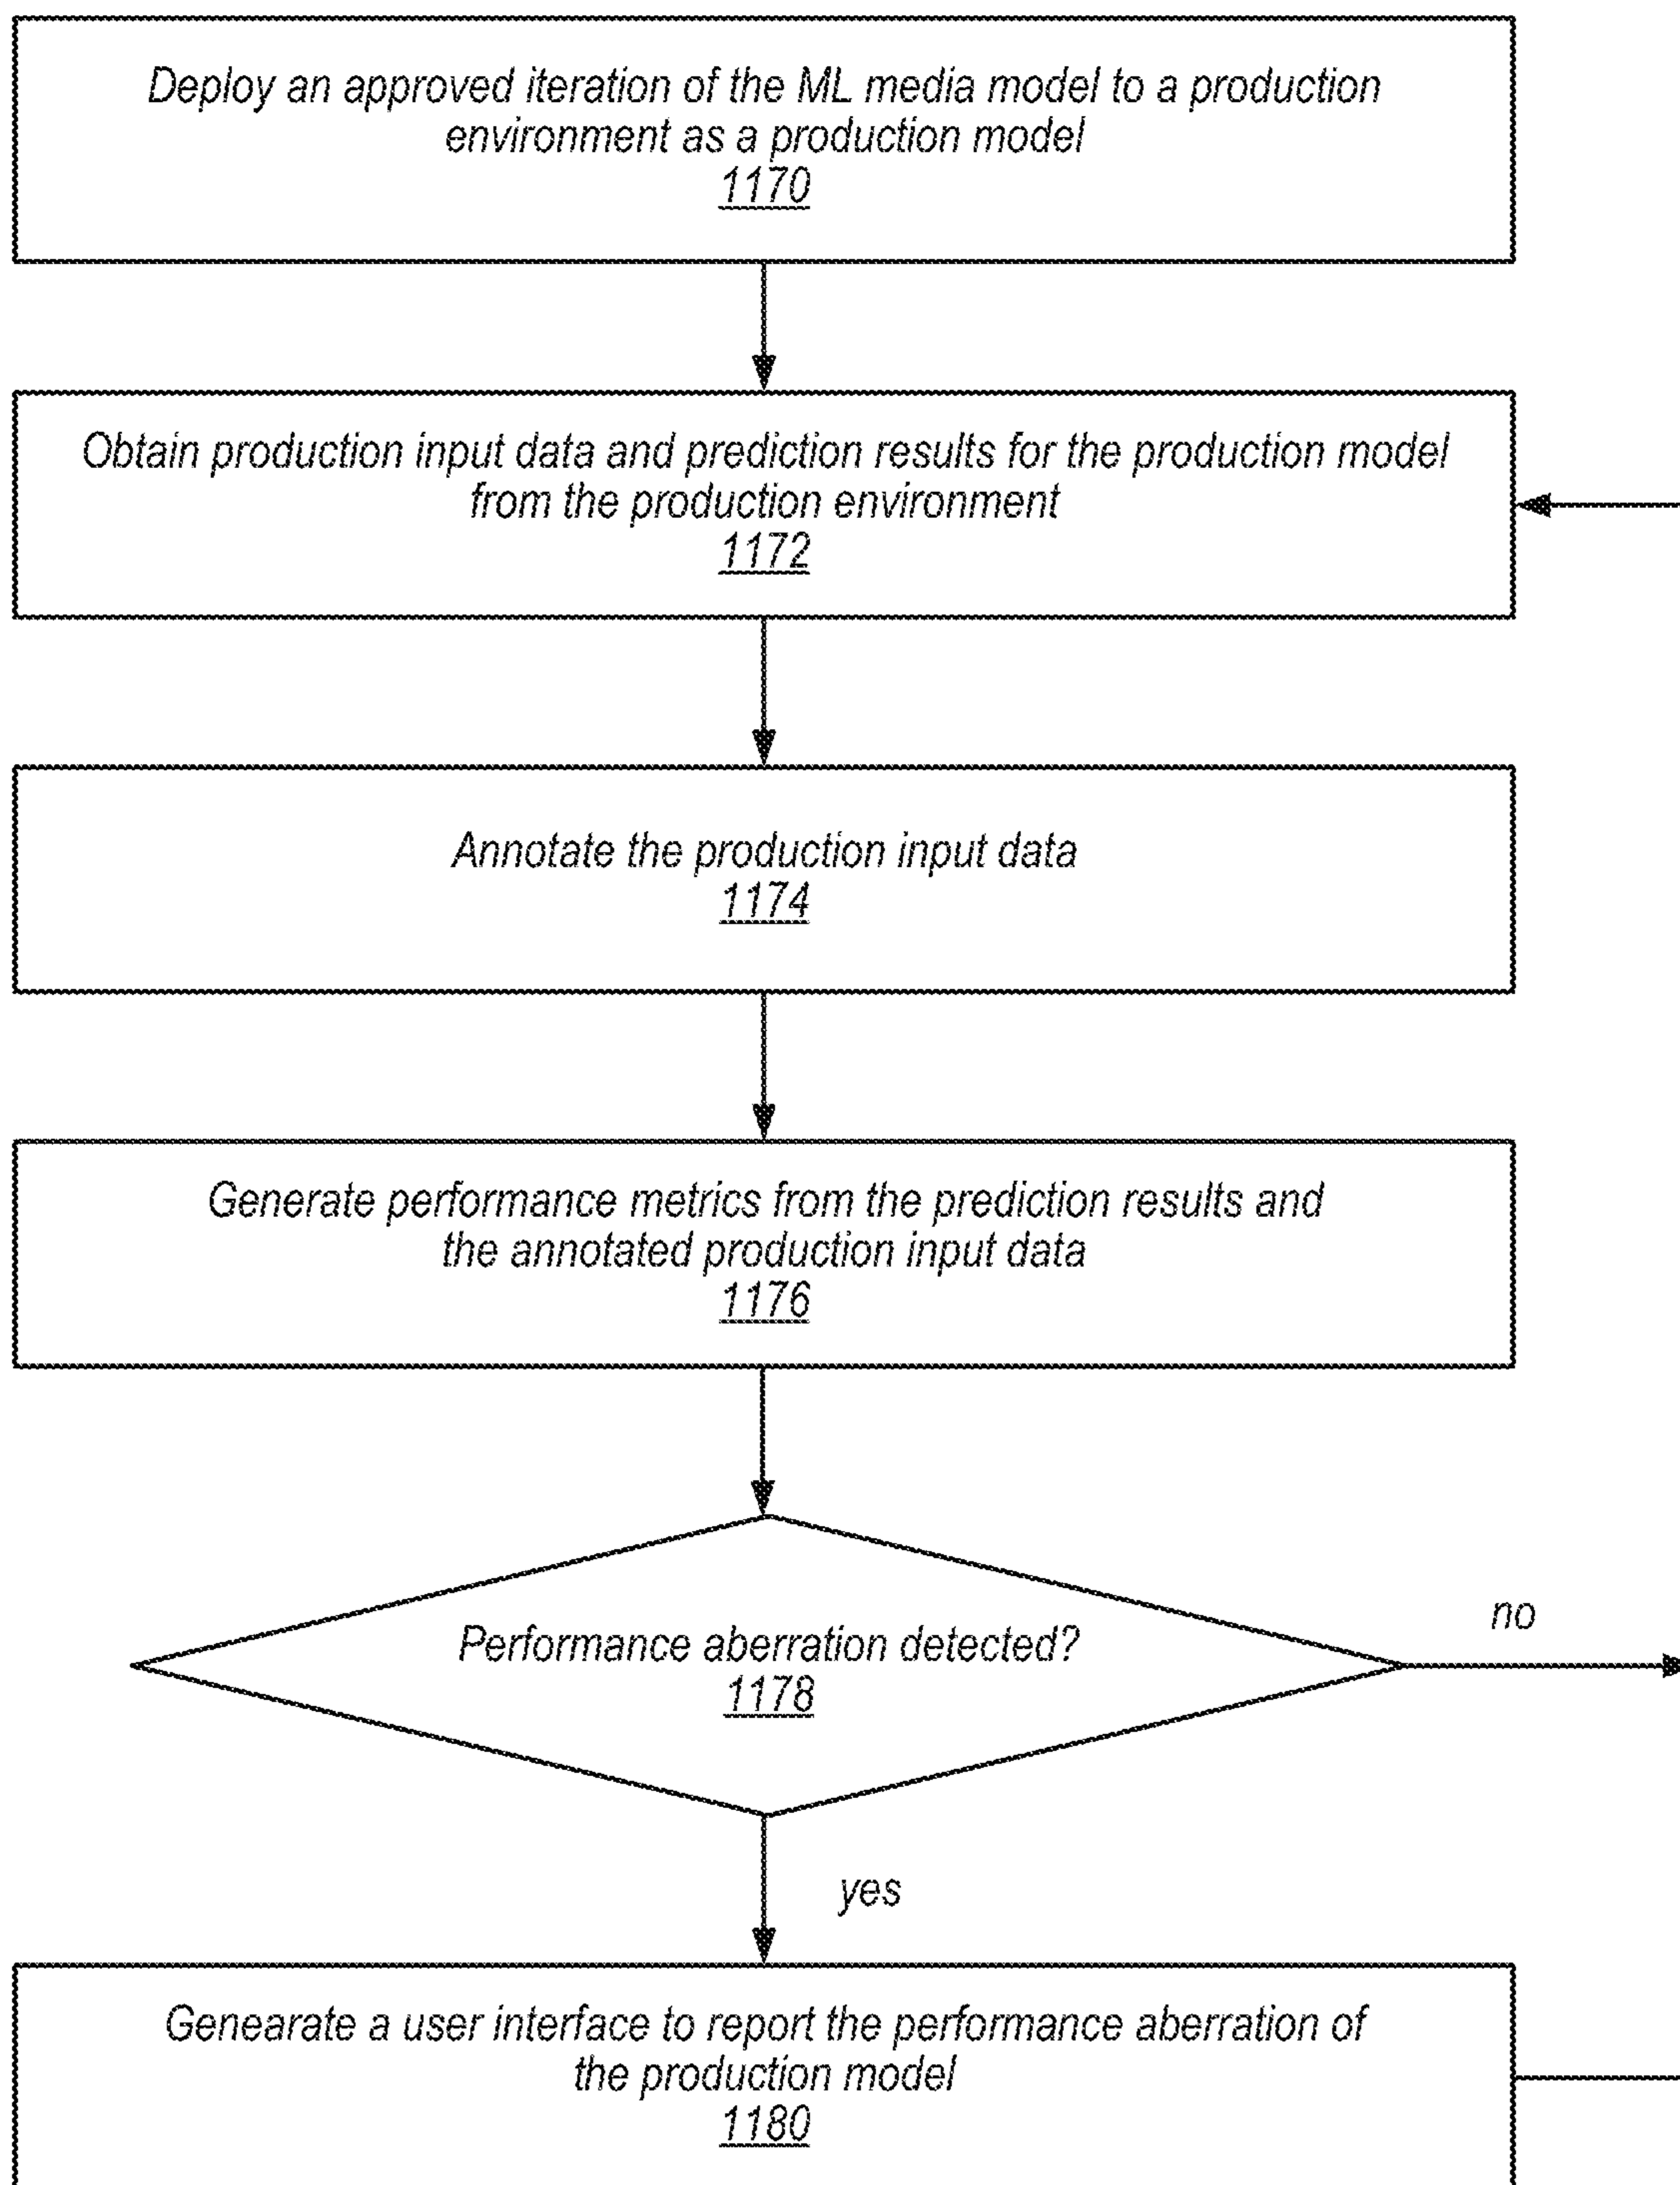 Deploy an approved iteration of the ML media model to a production
environment as a production model
1170
Obtain production input data and prediction results for the production model
from the production environment
1172
Annotate the production input data
1174
Generate performance metrics from the prediction results and
the annotated production input data
1176
Performance aberration detected?
1178
no
yes
Genearate a user interface to report the performance aberration of
the production model
1180